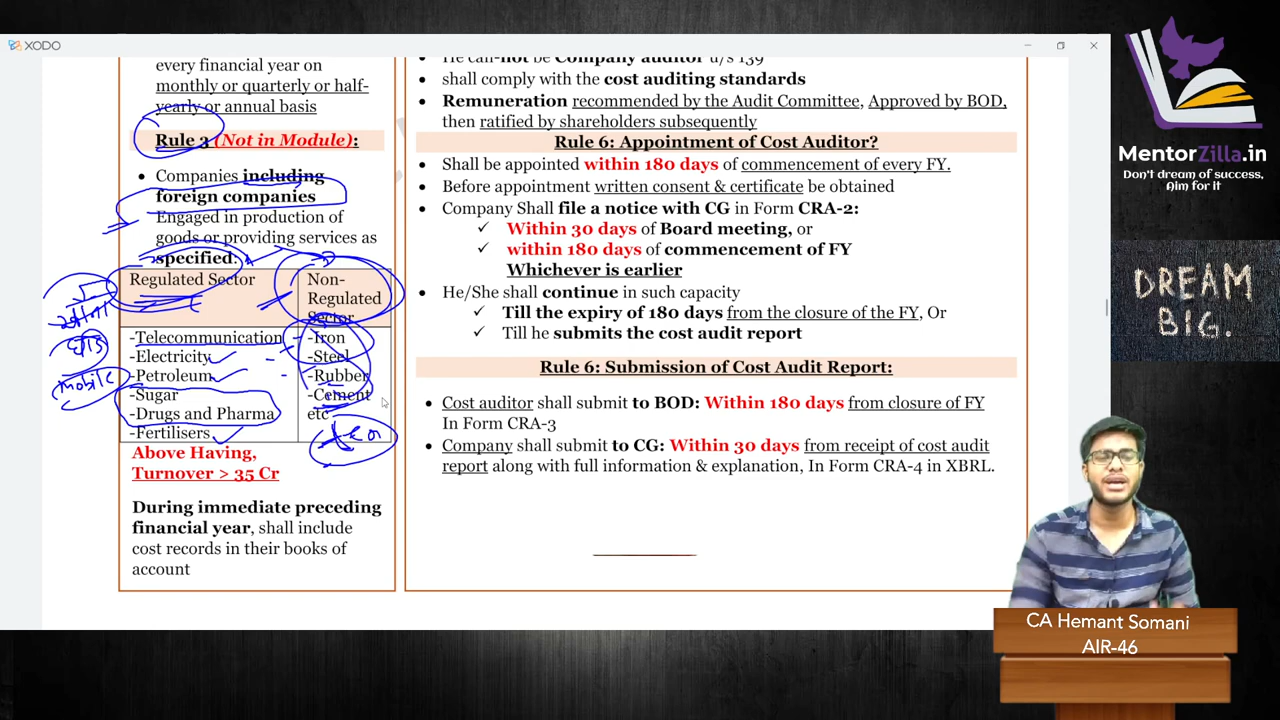 XODO
every financial year on
monthly or quarterly or half-
yearly or annual basis
Rule 3 (Not in Module):
• Companies including
foreign companies
Engaged in production of
goods or providing services as
specified:
Regulated Sector
Non-
Regulated
Sector
-Telecommunication
-Electricity
-Petroleum
-Sugar
-Drugs and Pharma
-Fertilisers
-Iron
-Steel
-Rubber
-Cement
etc
mobile
Tea
Above Having,
Turnover > 35 Cr
During immediate preceding
financial year, shall include
cost records in their books of
account
• He can-not be Company auditor u/s 139
• shall comply with the cost auditing standards
• Remuneration recommended by the Audit Committee, Approved by BOD,
then ratified by shareholders subsequently
Rule 6: Appointment of Cost Auditor?
• Shall be appointed within 180 days of commencement of every FY.
• Before appointment written consent & certificate be obtained
• Company Shall file a notice with CG in Form CRA-2:
✓ Within 30 days of Board meeting, or
✓ within 180 days of commencement of FY
Whichever is earlier
• He/She shall continue in such capacity
✓ Till the expiry of 180 days from the closure of the FY, Or
✓ Till he submits the cost audit report
Rule 6: Submission of Cost Audit Report:
• Cost auditor shall submit to BOD: Within 180 days from closure of FY
In Form CRA-3
• Company shall submit to CG: Within 30 days from receipt of cost audit
report along with full information & explanation, In Form CRA-4 in XBRL.
MentorZilla.in
Don't dream of success,
Aim for it
DREAM
BIG.
CA Hemant Somani
AIR-46